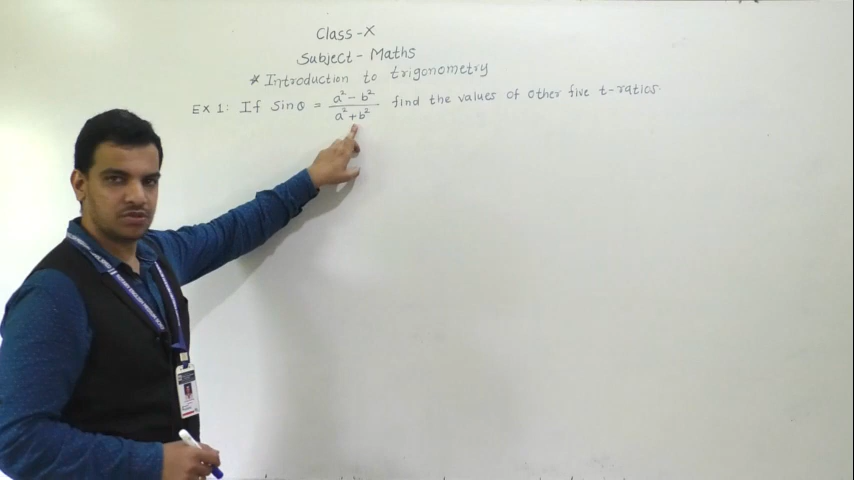 Class-X
Subject - Maths
* Introduction to trigonometry
Ex 1: If Sinθ = a² - b² / a² + b² find the values of other five t-ratios.